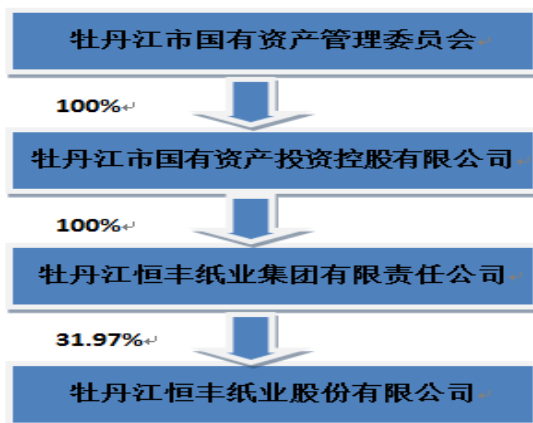 牡丹江市国有资产管理委员会
100%
牡丹江市国有资产投资控股有限公司
100%
牡丹江恒丰纸业集团有限责任公司
31.97%
牡丹江恒丰纸业股份有限公司